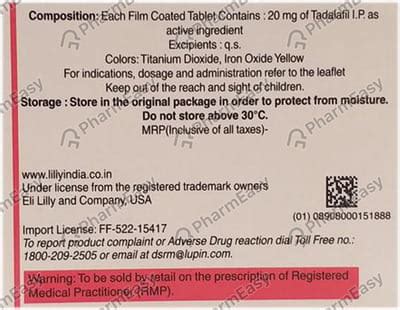 Composition: Each Film Coated Tablet Contains : 20 mg of Tadalafil I.P. as
active ingredient
Excipients : q.s.
Colors: Titanium Dioxide, Iron Oxide Yellow
For indications, dosage and administration refer to the leaflet
Keep out of the reach and sight of children.
Storage : Store in the original package in order to protect from moisture.
Do not store above 30°C.
MRP(Inclusive of all taxes)-
www.lillyindia.co.in
Under license from the registered trademark owners
Eli Lilly and Company, USA
(01) 08908000151888
Import License: FF-522-15417
To report product complaint or Adverse Drug reaction dial Toll Free no.:
1800-209-2505 or email at dsrm@lupin.com.
Warning: To be sold by retail on the prescription of Registered
Medical Practitioner (RMP).
PharmEasy